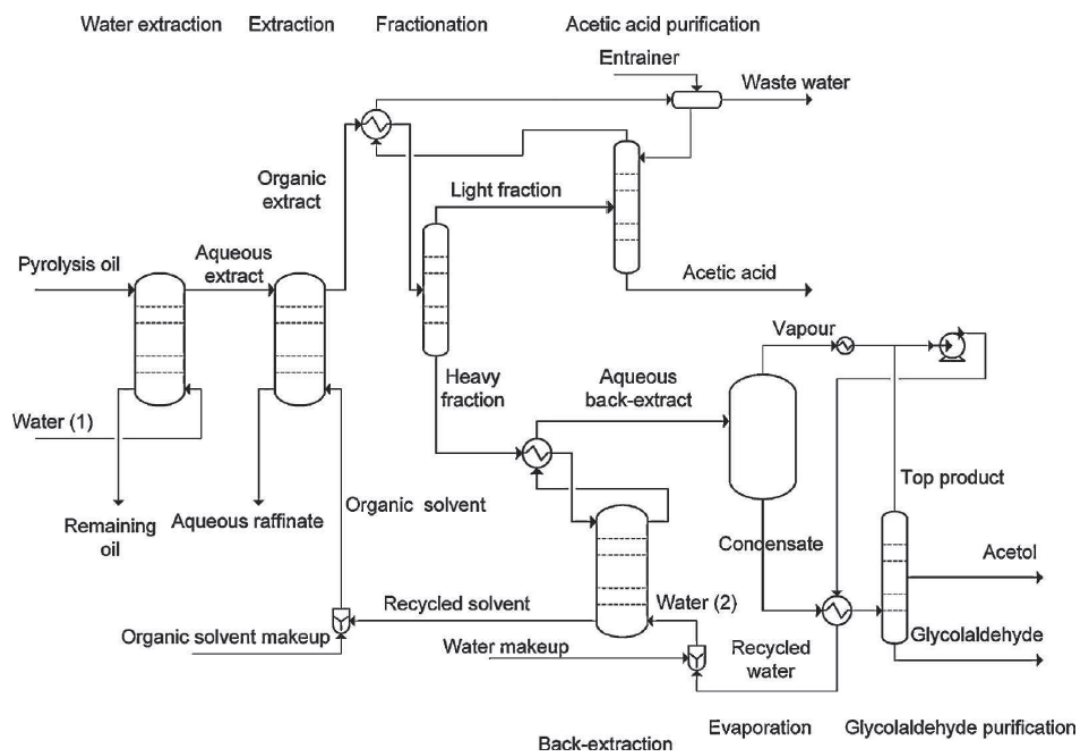 Water extraction
Extraction
Fractionation
Acetic acid purification
Entrainer
Waste water
Organic
extract
Light fraction
Pyrolysis oil
Aqueous
extract
Acetic acid
Vapour
Heavy
fraction
Aqueous
back-extract
Water (1)
Top product
Remaining
oil
Aqueous raffinate
Organic solvent
Condensate
Acetol
Recycled solvent
Water (2)
Organic solvent makeup
Water makeup
Recycled
water
Glycolaldehyde
Back-extraction
Evaporation
Glycolaldehyde purification